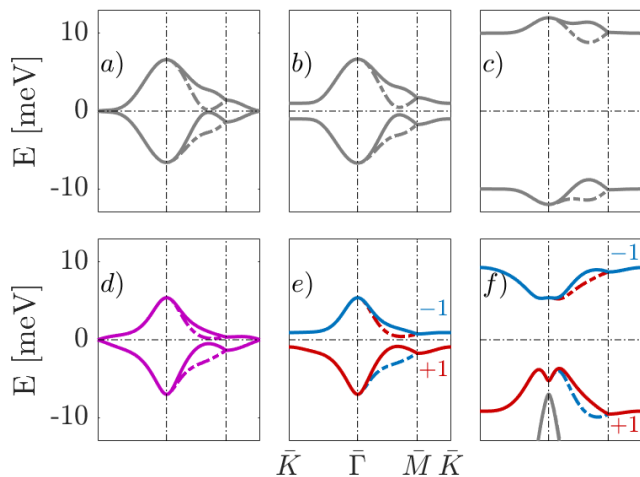 10
0
-10
E [meV]
a)
b)
c)
10
0
-10
E [meV]
d)
e)
f)
−1
+1
−1
+1
K̄ Γ̄ M̄ K̄